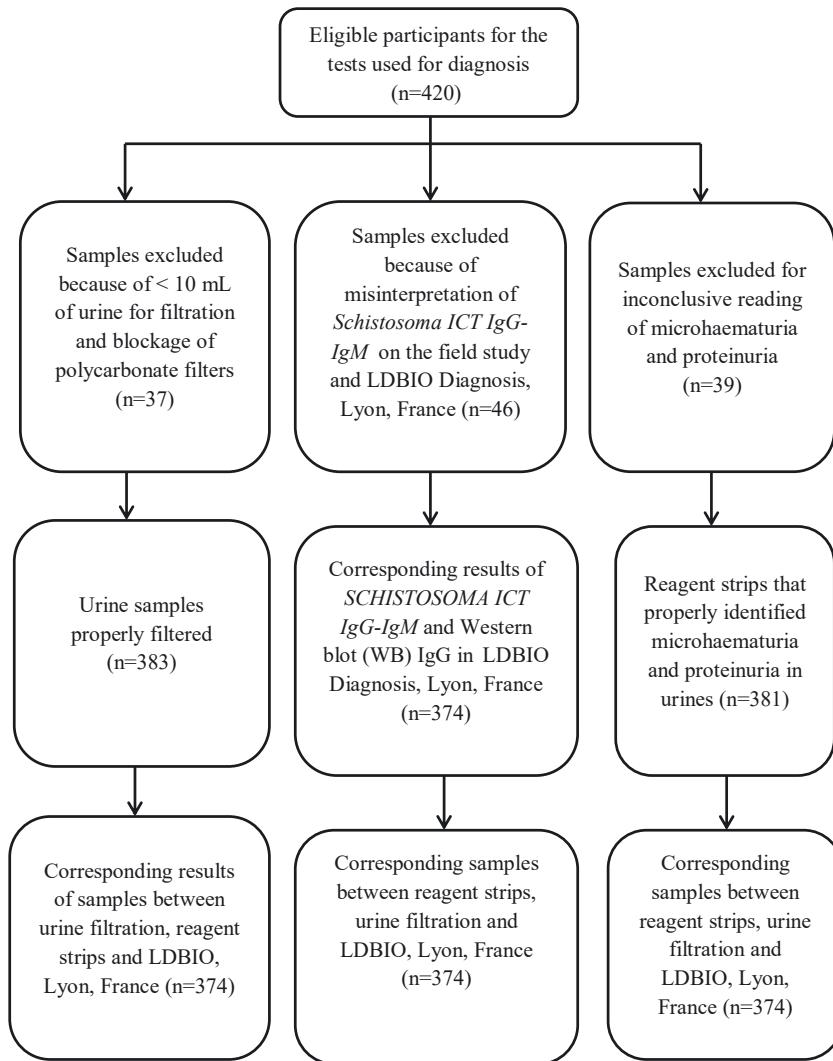 Eligible participants for the
tests used for diagnosis
(n=420)
Samples excluded
because of < 10 mL
of urine for filtration
and blockage of
polycarbonate filters
(n=37)
Samples excluded
because of
misinterpretation of
Schistosoma ICT IgG-
IgM on the field study
and LDBIO Diagnosis,
Lyon, France (n=46)
Samples excluded for
inconclusive reading
of microhaematuria
and proteinuria
(n=39)
Urine samples
properly filtered
(n=383)
Corresponding results of
SCHISTOSOMA ICT
IgG-IgM and Western
blot (WB) IgG in LDBIO
Diagnosis, Lyon, France
(n=374)
Reagent strips that
properly identified
microhaematuria
and proteinuria in
urines (n=381)
Corresponding results
of samples between
urine filtration, reagent
strips and LDBIO,
Lyon, France (n=374)
Corresponding samples
between reagent strips,
urine filtration and
LDBIO, Lyon, France
(n=374)
Corresponding
samples between
reagent strips, urine
filtration and
LDBIO, Lyon,
France (n=374)